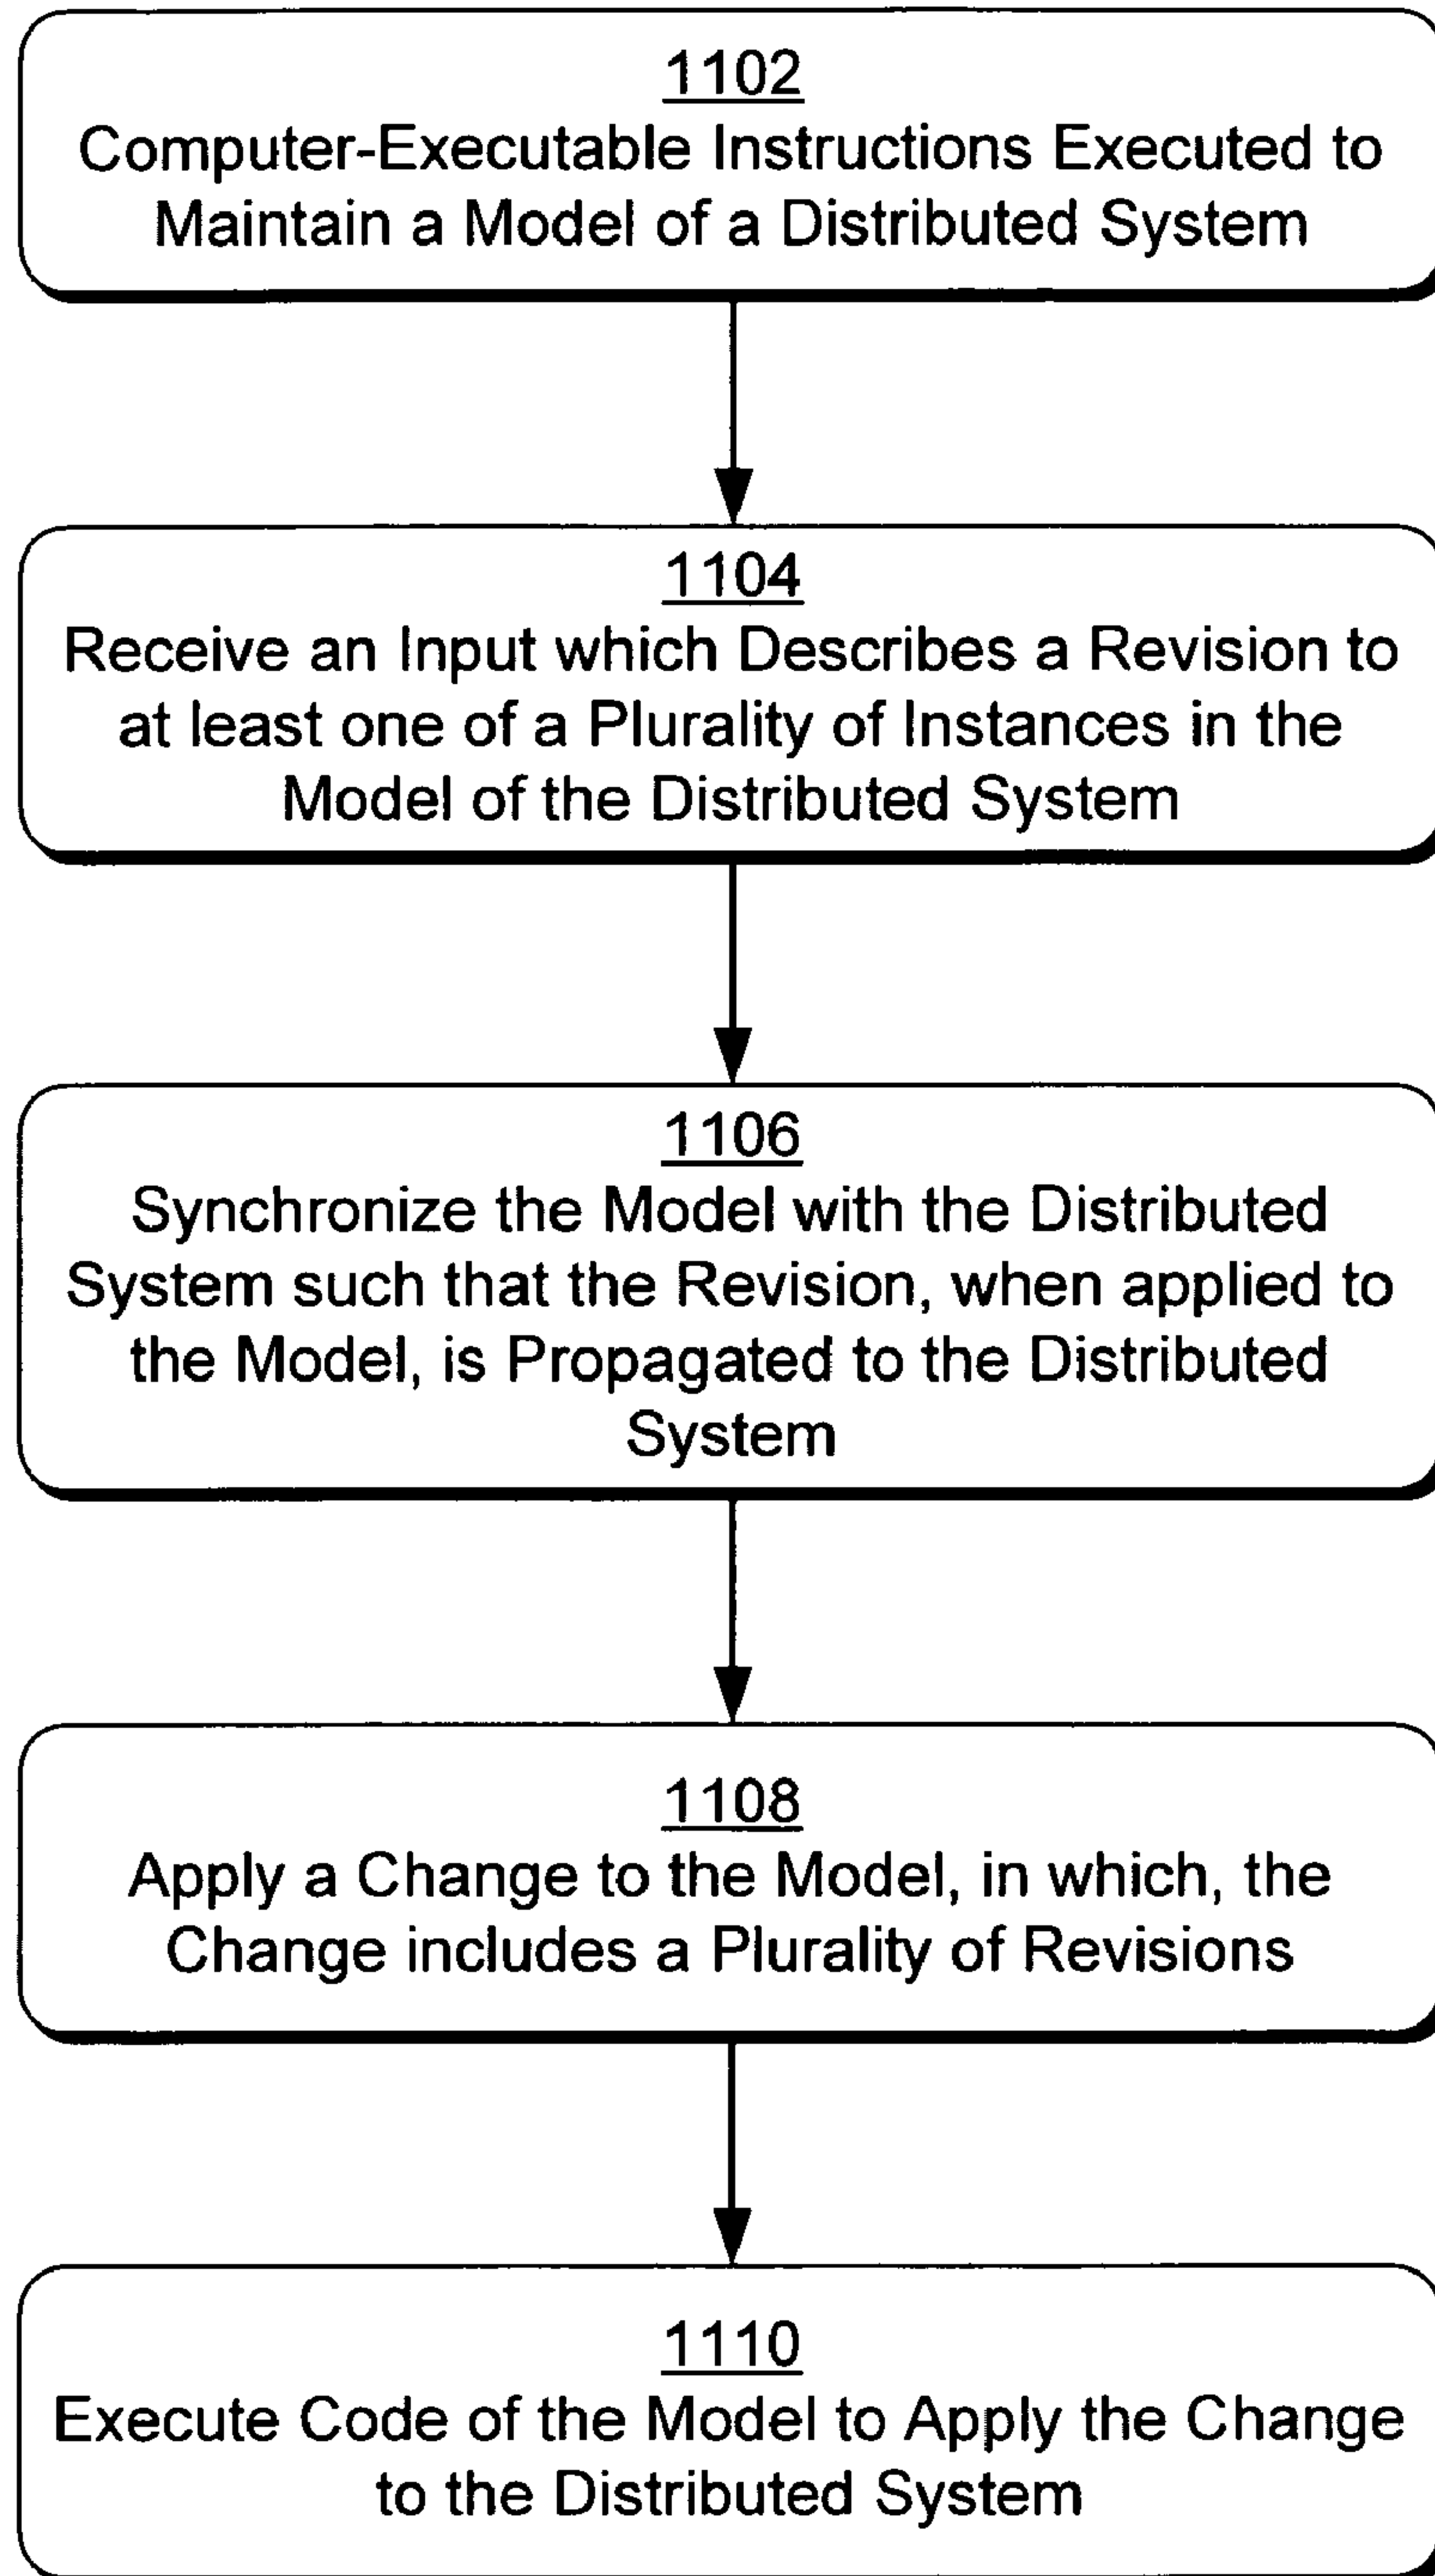 1102
Computer-Executable Instructions Executed to
Maintain a Model of a Distributed System
1104
Receive an Input which Describes a Revision to
at least one of a Plurality of Instances in the
Model of the Distributed System
1106
Synchronize the Model with the Distributed
System such that the Revision, when applied to
the Model, is Propagated to the Distributed
System
1108
Apply a Change to the Model, in which, the
Change includes a Plurality of Revisions
1110
Execute Code of the Model to Apply the Change
to the Distributed System